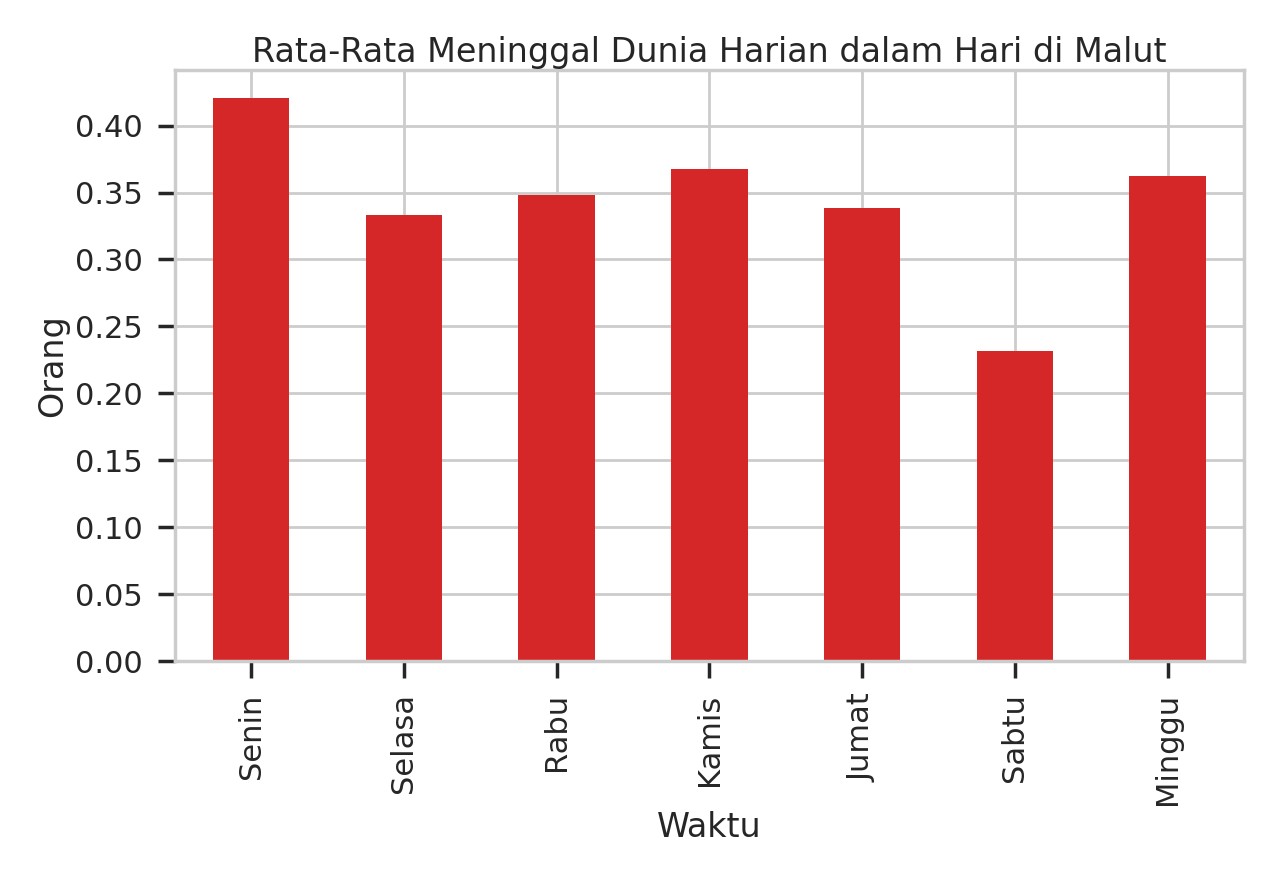 Rata-Rata Meninggal Dunia Harian dalam Hari di Malut
0.40
0.35
0.30
0.25
0.20
0.15
0.10
0.05
0.00
Orang
Senin
Selasa
Rabu
Kamis
Jumat
Sabtu
Minggu
Waktu